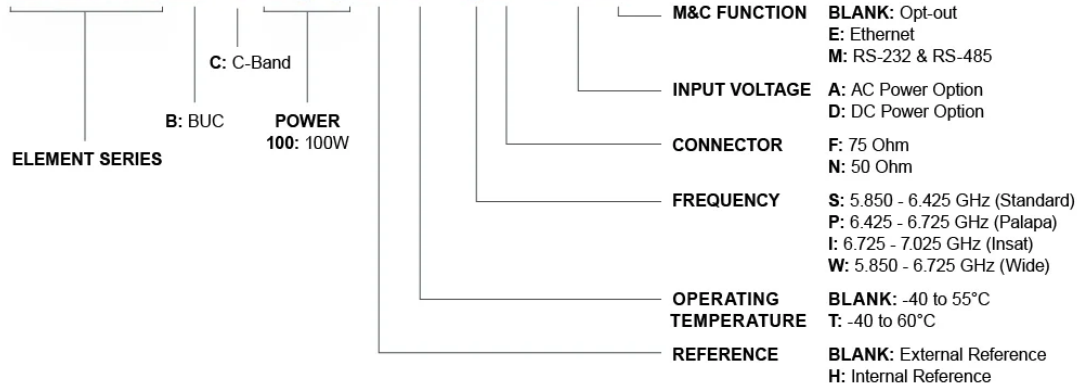 M&C FUNCTION BLANK: Opt-out
E: Ethernet
M: RS-232 & RS-485
C: C-Band
INPUT VOLTAGE A: AC Power Option
D: DC Power Option
B: BUC POWER
100: 100W
CONNECTOR F: 75 Ohm
N: 50 Ohm
ELEMENT SERIES
FREQUENCY S: 5.850 - 6.425 GHz (Standard)
P: 6.425 - 6.725 GHz (Palapa)
I: 6.725 - 7.025 GHz (Insat)
W: 5.850 - 6.725 GHz (Wide)
OPERATING BLANK: -40 to 55°C
TEMPERATURE T: -40 to 60°C
REFERENCE BLANK: External Reference
H: Internal Reference